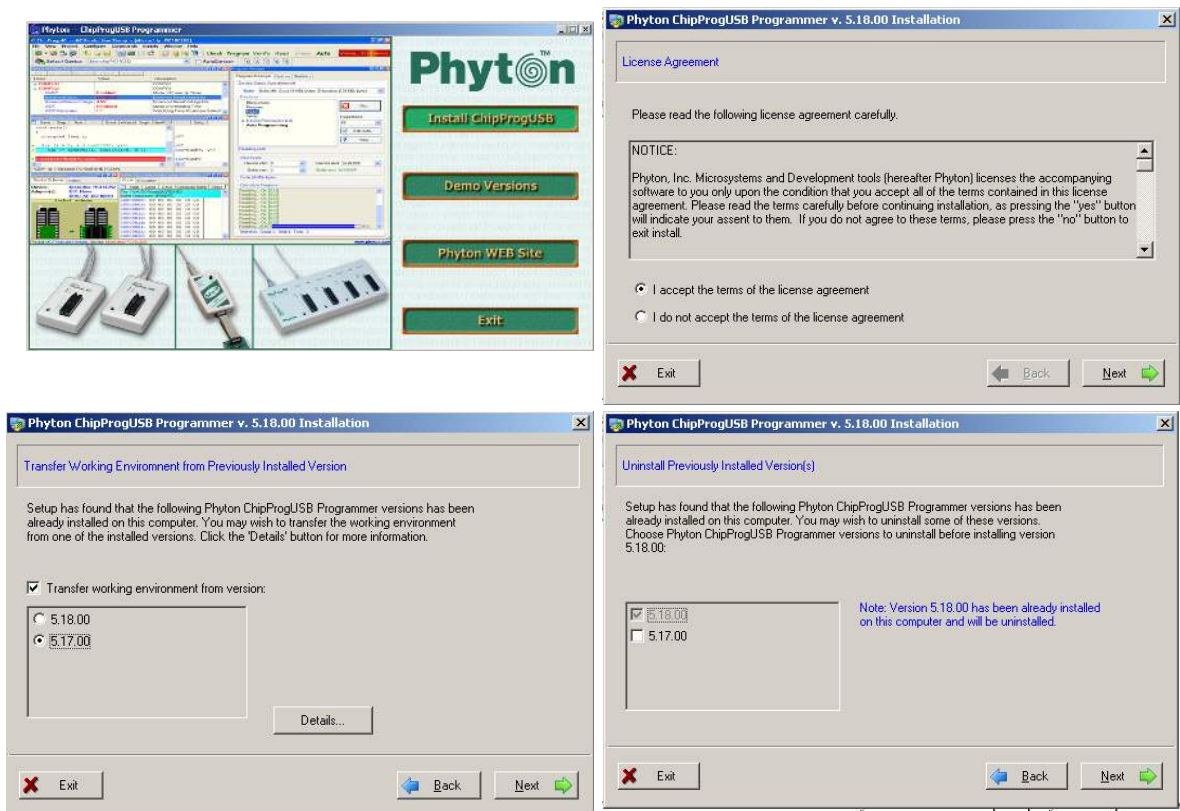 Phyton - ChipProgUSB Programmer
Phytón™
Install ChipProgUSB
Demo Versions
Phyton WEB Site
Exit
Phyton ChipProgUSB Programmer v. 5.18.00 Installation
License Agreement
Please read the following license agreement carefully.
NOTICE:
Phyton, Inc. Microsystems and Development tools (hereafter Phyton) licenses the accompanying
software to you only upon the condition that you accept all of the terms contained in this license
agreement. Please read the terms carefully before continuing installation, as pressing the "yes" button
will indicate your assent to them. If you do not agree to these terms, please press the "no" button to
exit install.
I accept the terms of the license agreement
I do not accept the terms of the license agreement
Exit
Back
Next
Phyton ChipProgUSB Programmer v. 5.18.00 Installation
Transfer Working Enviromnent from Previously Installed Version
Setup has found that the following Phyton ChipProgUSB Programmer versions has been
already installed on this computer. You may wish to transfer the working environment
from one of the installed versions. Click the 'Details' button for more information.
Transfer working environment from version:
5.18.00
5.17.00
Details...
Exit
Back
Next
Phyton ChipProgUSB Programmer v. 5.18.00 Installation
Uninstall Previously Installed Version(s)
Setup has found that the following Phyton ChipProgUSB Programmer versions has been
already installed on this computer. You may wish to uninstall some of these versions.
Choose Phyton ChipProgUSB Programmer versions to uninstall before installing version
5.18.00:
5.18.00
5.17.00
Note: Version 5.18.00 has been already installed
on this computer and will be uninstalled.
Exit
Back
Next